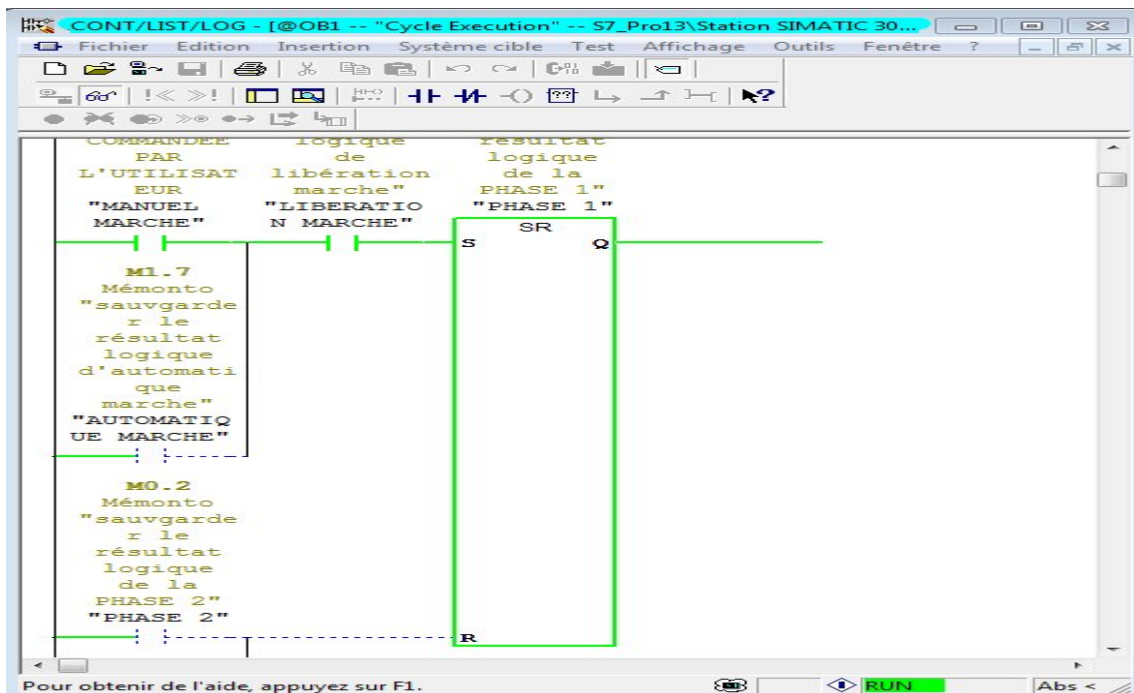 CONT/LIST/LOG - [@OB1 -- "Cycle Execution" -- S7_Pro13\Station SIMATIC 30...
Fichier Edition Insertion Système cible Test Affichage Outils Fenêtre ?
COMMANDEE
PAR
L'UTILISAT
EUR
"MANUEL
MARCHE"
logique
de
libération
marche"
"LIBERATIO
N MARCHE"
résultat
logique
de la
PHASE 1"
"PHASE 1"
SR
S Q
M1.7
Mémonto
"sauvgarde
r le
résultat
logique
d'automati
que
marche"
"AUTOMATIQ
UE MARCHE"
M0.2
Mémonto
"sauvgarde
r le
résultat
logique
de la
PHASE 2"
"PHASE 2"
R
Pour obtenir de l'aide, appuyez sur F1.
RUN
Abs <